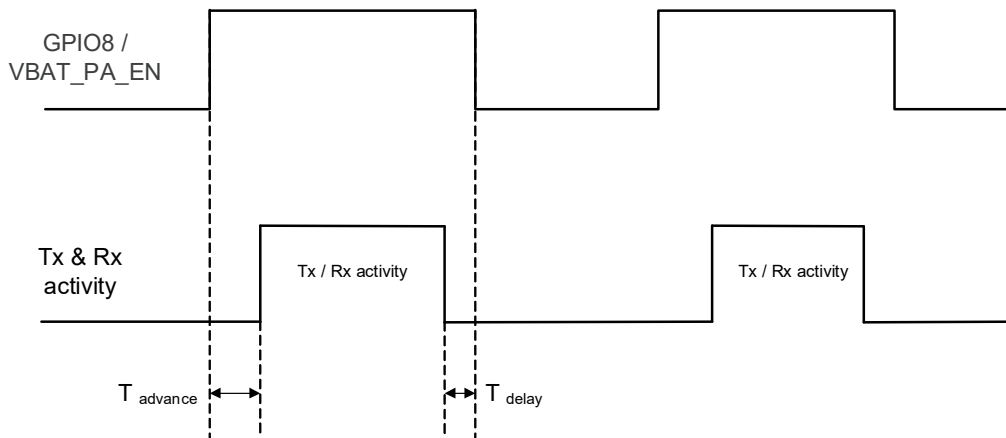 GPIO8 /
VBAT_PA_EN
Tx & Rx
activity
Tx / Rx activity
Tx / Rx activity
T advance
T delay